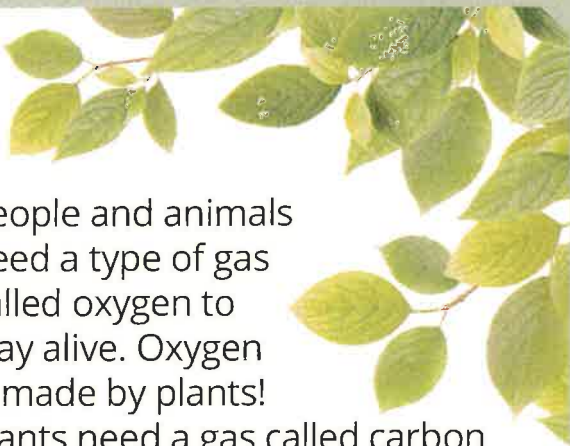 eople and animals
eed a type of gas
lled oxygen to
ay alive. Oxygen
made by plants!
ants need a gas called carbon